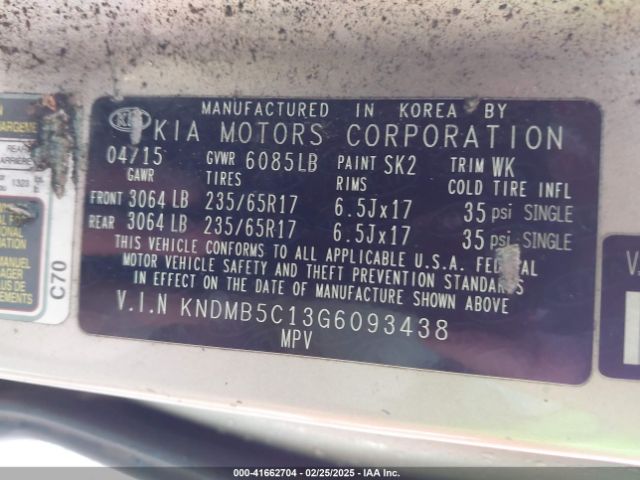 MANUFACTURED IN KOREA BY
KIA KIA MOTORS CORPORATION
04/15 GVWR 6085LB PAINT SK2 TRIM WK
GAWR TIRES RIMS COLD TIRE INFL
FRONT 3064 LB 235/65R17 6.5Jx17 35 psi SINGLE
REAR 3064 LB 235/65R17 6.5Jx17 35 psi SINGLE
THIS VEHICLE CONFORMS TO ALL APPLICABLE U.S.A. FEDERAL
MOTOR VEHICLE SAFETY AND THEFT PREVENTION STANDARDS
IN EFFECT ON THE DATE OF MANUFACTURE SHOWN ABOVE
V.I.N KNDMB5C13G6093438
MPV
C70
000-41662704 - 02/25/2025 - IAA Inc.